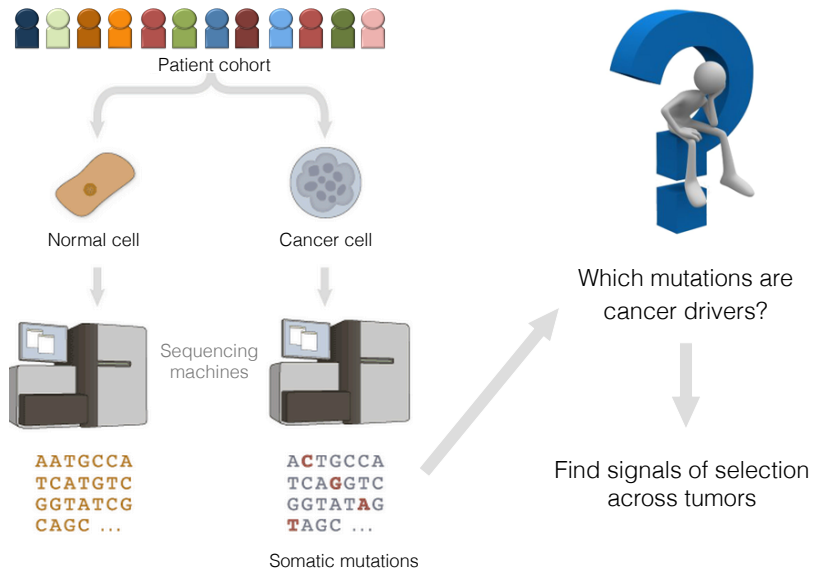 Patient cohort
Normal cell
Cancer cell
Sequencing
machines
AATGCCA
TCATGTC
GGTATCG
CAGC ...
ACTGCCA
TCAGGTC
GGTATAG
TAGC ...
Somatic mutations
Which mutations are
cancer drivers?
Find signals of selection
across tumors